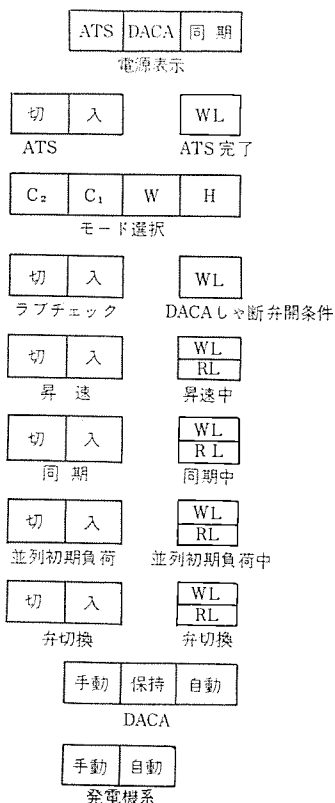 ATS DACA 同期
電源表示
切 入 WL
ATS ATS完了
C₂ C₁ W H
モード選択
切 入 WL
ラブチェック DACAしゃ断弁開条件
切 入 WL
RL
昇速 昇速中
切 入 WL
RL
同期 同期中
切 入 WL
RL
並列初期負荷 並列初期負荷中
切 入 WL
RL
弁切換 弁切換
手動 保持 自動
DACA
手動 自動
発電機系